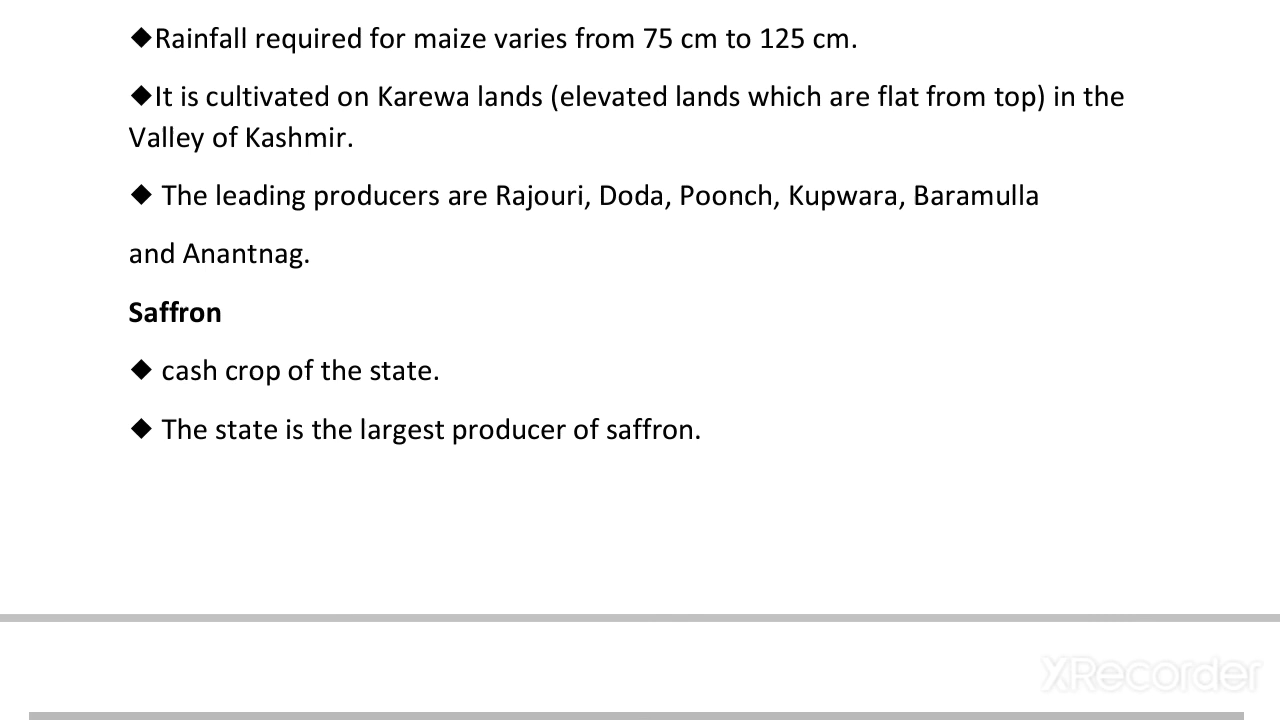 ◆Rainfall required for maize varies from 75 cm to 125 cm.
◆It is cultivated on Karewa lands (elevated lands which are flat from top) in the
Valley of Kashmir.
◆ The leading producers are Rajouri, Doda, Poonch, Kupwara, Baramulla
and Anantnag.
Saffron
◆ cash crop of the state.
◆ The state is the largest producer of saffron.
XRecorder